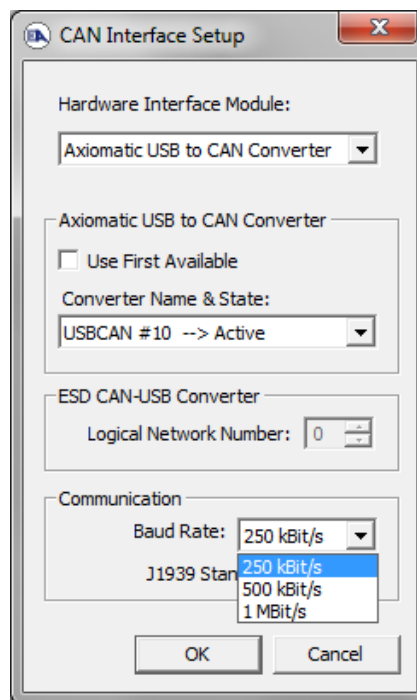 CAN Interface Setup
Hardware Interface Module:
Axiomatic USB to CAN Converter
Axiomatic USB to CAN Converter
Use First Available
Converter Name & State:
USBCAN #10 --> Active
ESD CAN-USB Converter
Logical Network Number: 0
Communication
Baud Rate: 250 kBit/s
250 kBit/s
J1939 Stan
500 kBit/s
1 MBit/s
OK Cancel